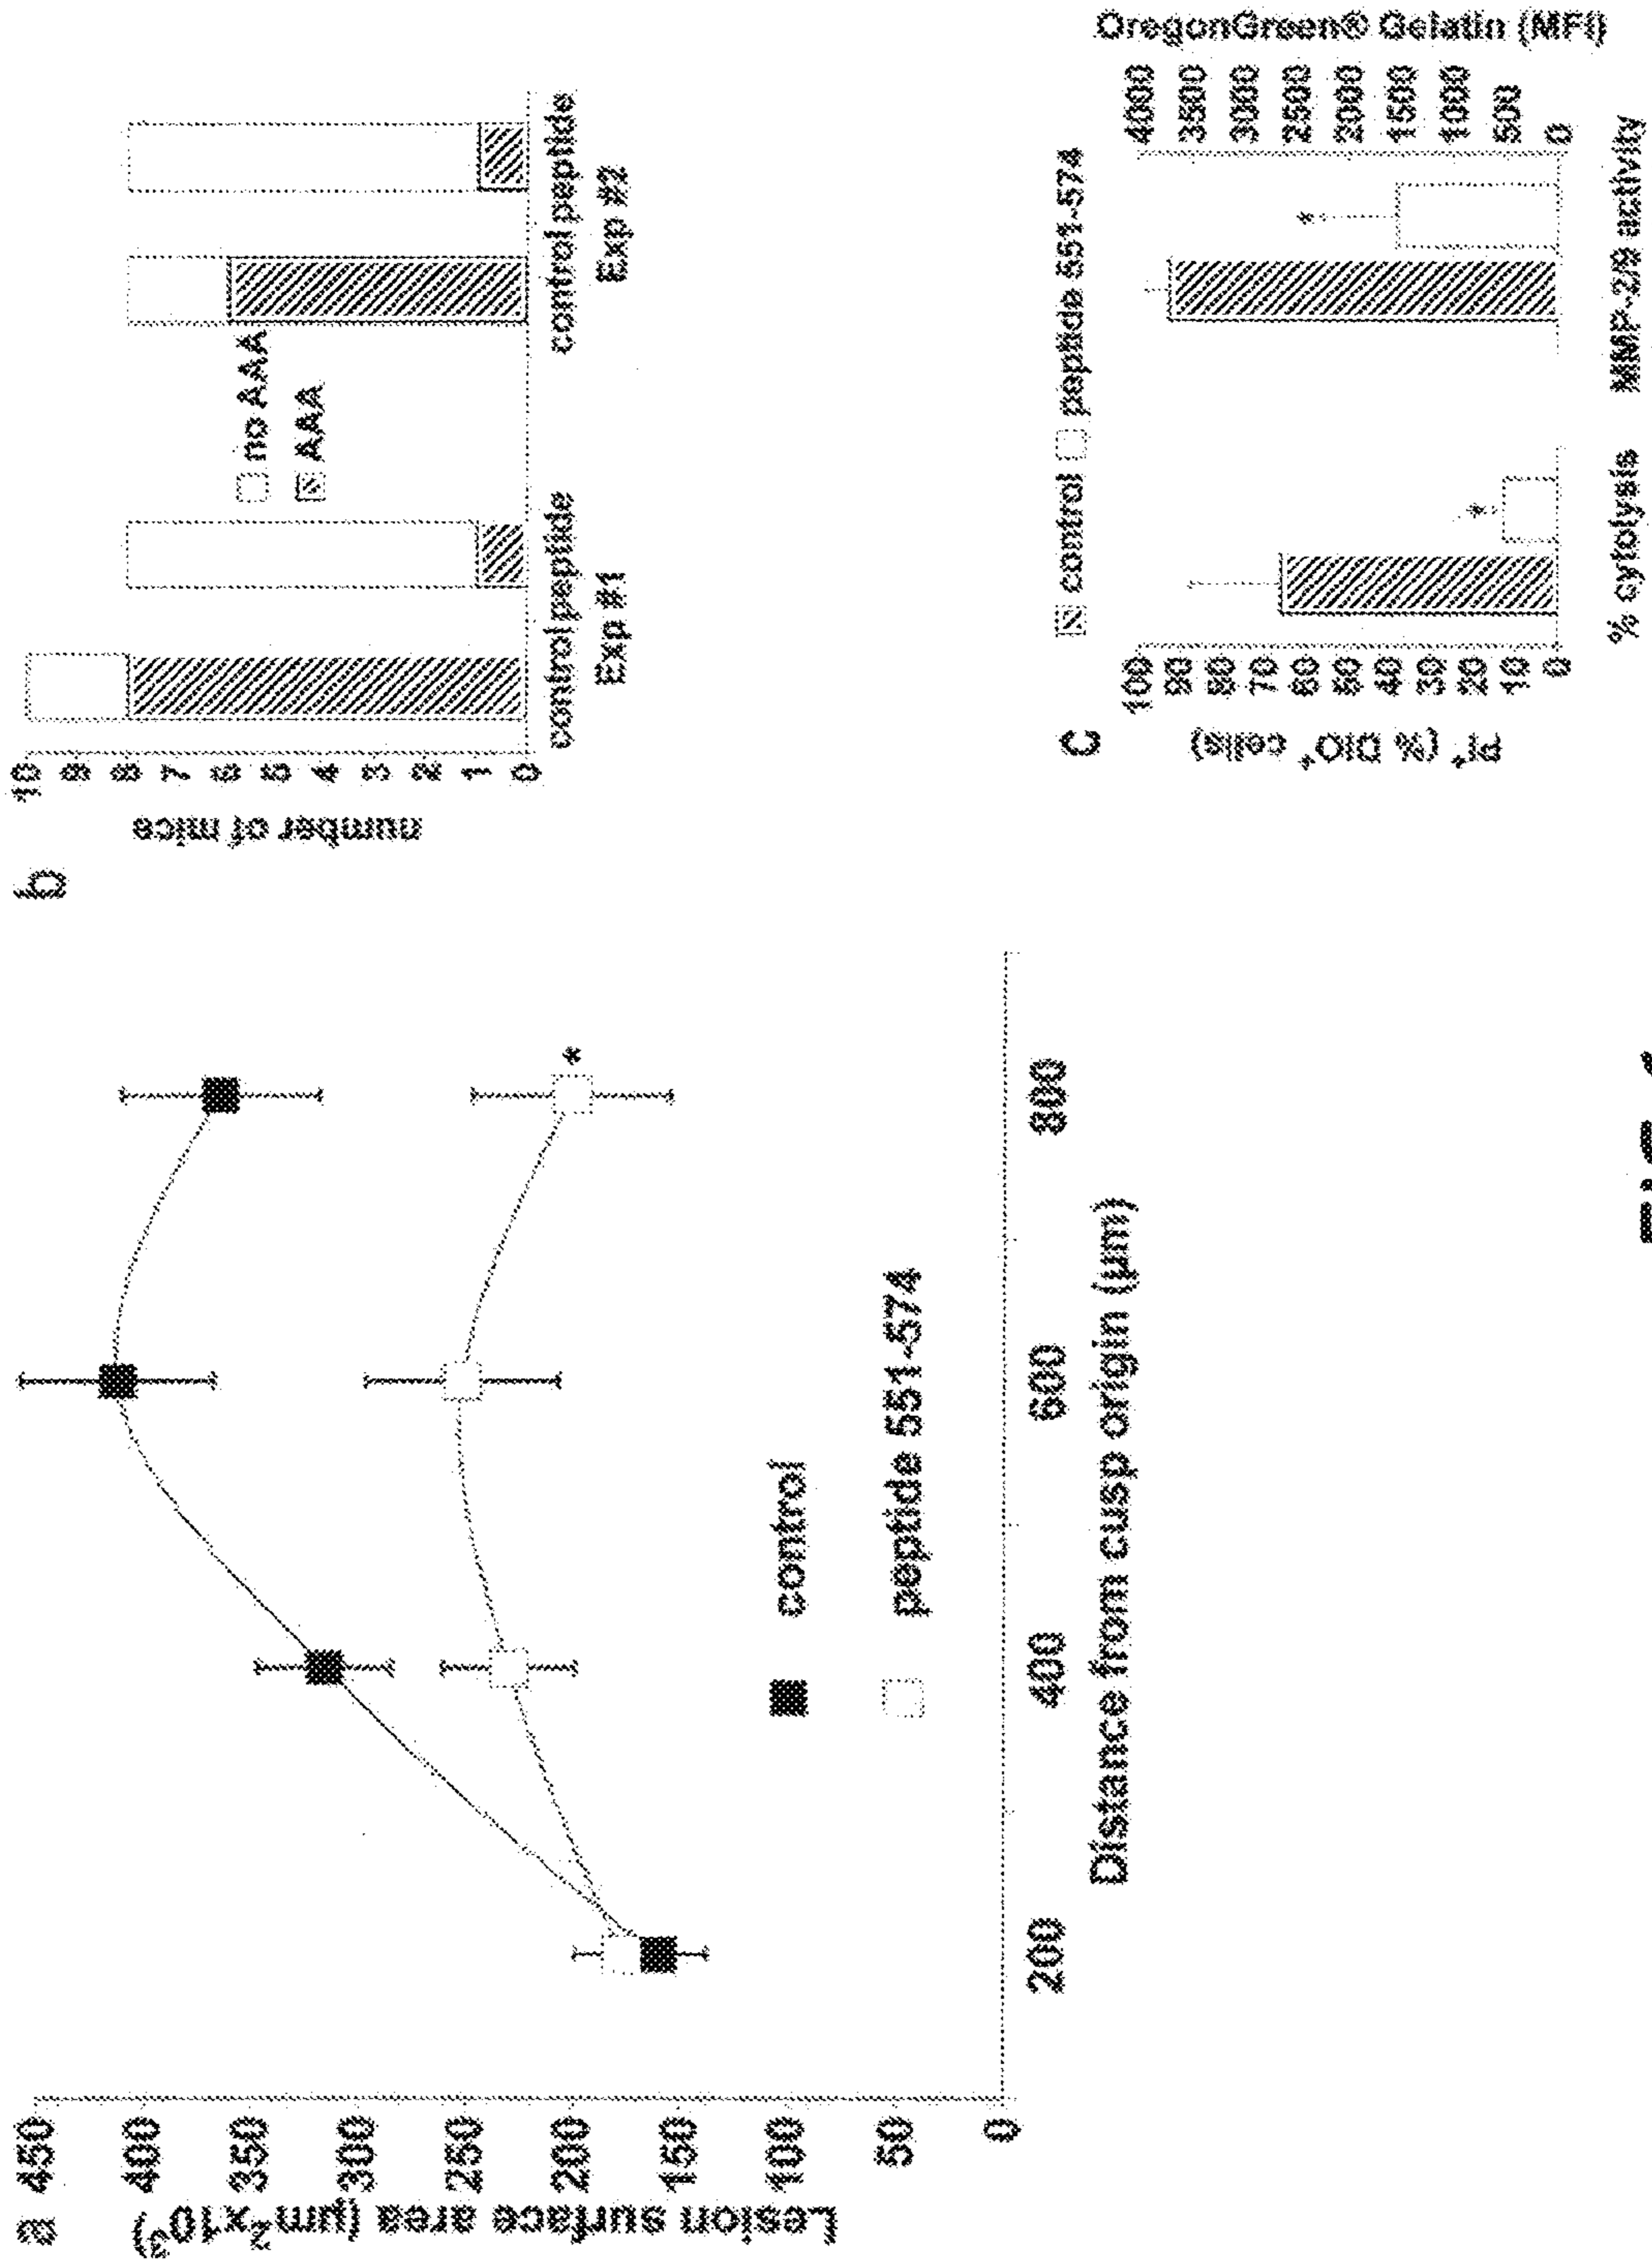 a
Lesion surface area (µm²x10³)
450
400
350
300
250
200
150
100
50
0
200 400 600 800
Distance from cusp origin (µm)
control
peptide 551-574
*
b
number of mice
10
9
8
7
6
5
4
3
2
1
0
no AAA
AAA
control peptide control peptide
Exp #1 Exp #2
c
control peptide 551-574
PI⁺ (% DIO⁺ cells)
100
90
80
70
60
50
40
30
20
10
0
*
*
OregonGreen® Gelatin (MFI)
4000
3500
3000
2500
2000
1500
1000
500
0
% cytolysis MMP-2/9 activity